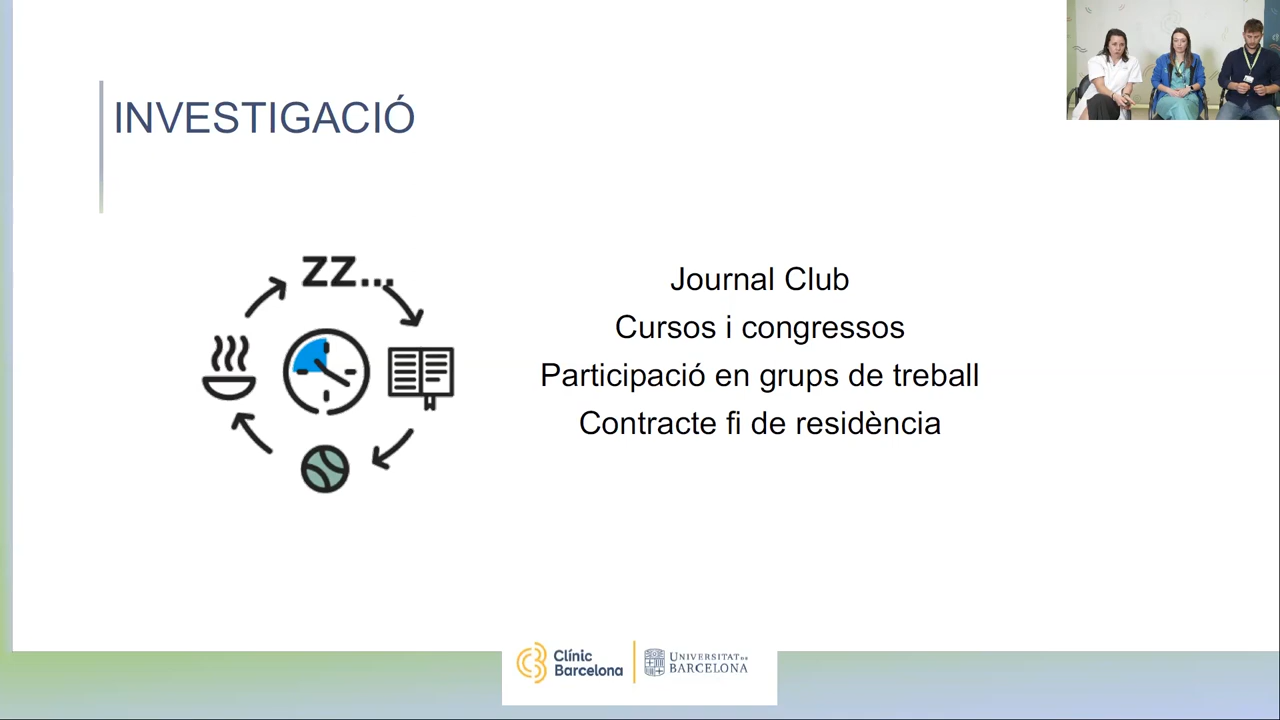 INVESTIGACIÓ
ZZ...
Journal Club
Cursos i congressos
Participació en grups de treball
Contracte fi de residència
Clínic
Barcelona
UNIVERSITAT DE
BARCELONA